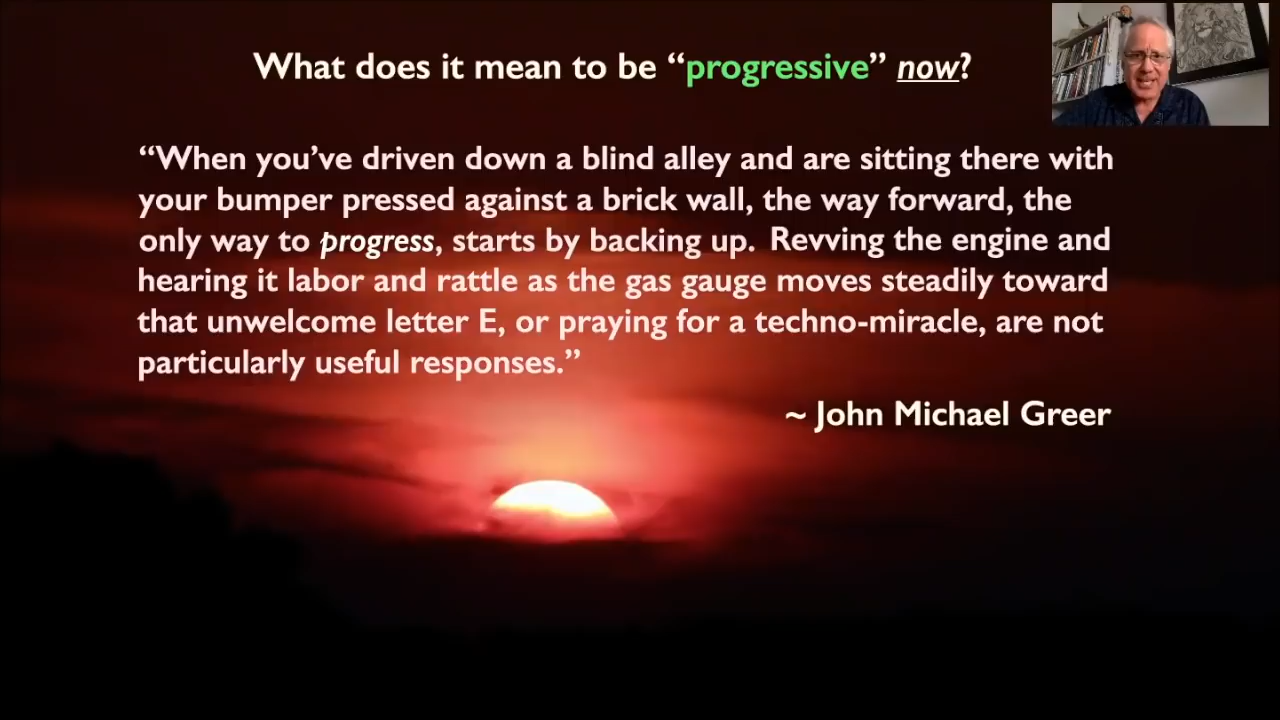 What does it mean to be “progressive” now?
“When you’ve driven down a blind alley and are sitting there with
your bumper pressed against a brick wall, the way forward, the
only way to progress, starts by backing up. Revving the engine and
hearing it labor and rattle as the gas gauge moves steadily toward
that unwelcome letter E, or praying for a techno-miracle, are not
particularly useful responses.”
~ John Michael Greer